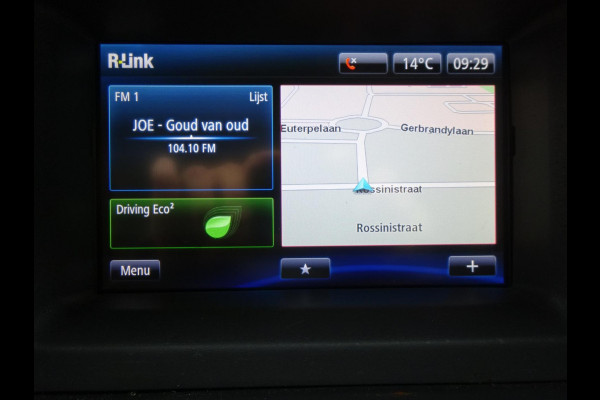 R-Link
14°C
09:29
FM 1
Lijst
JOE - Goud van oud
104.10 FM
Driving Eco²
Euterpelaan
Gerbrandylaan
Rossinistraat
Rossinistraat
Menu